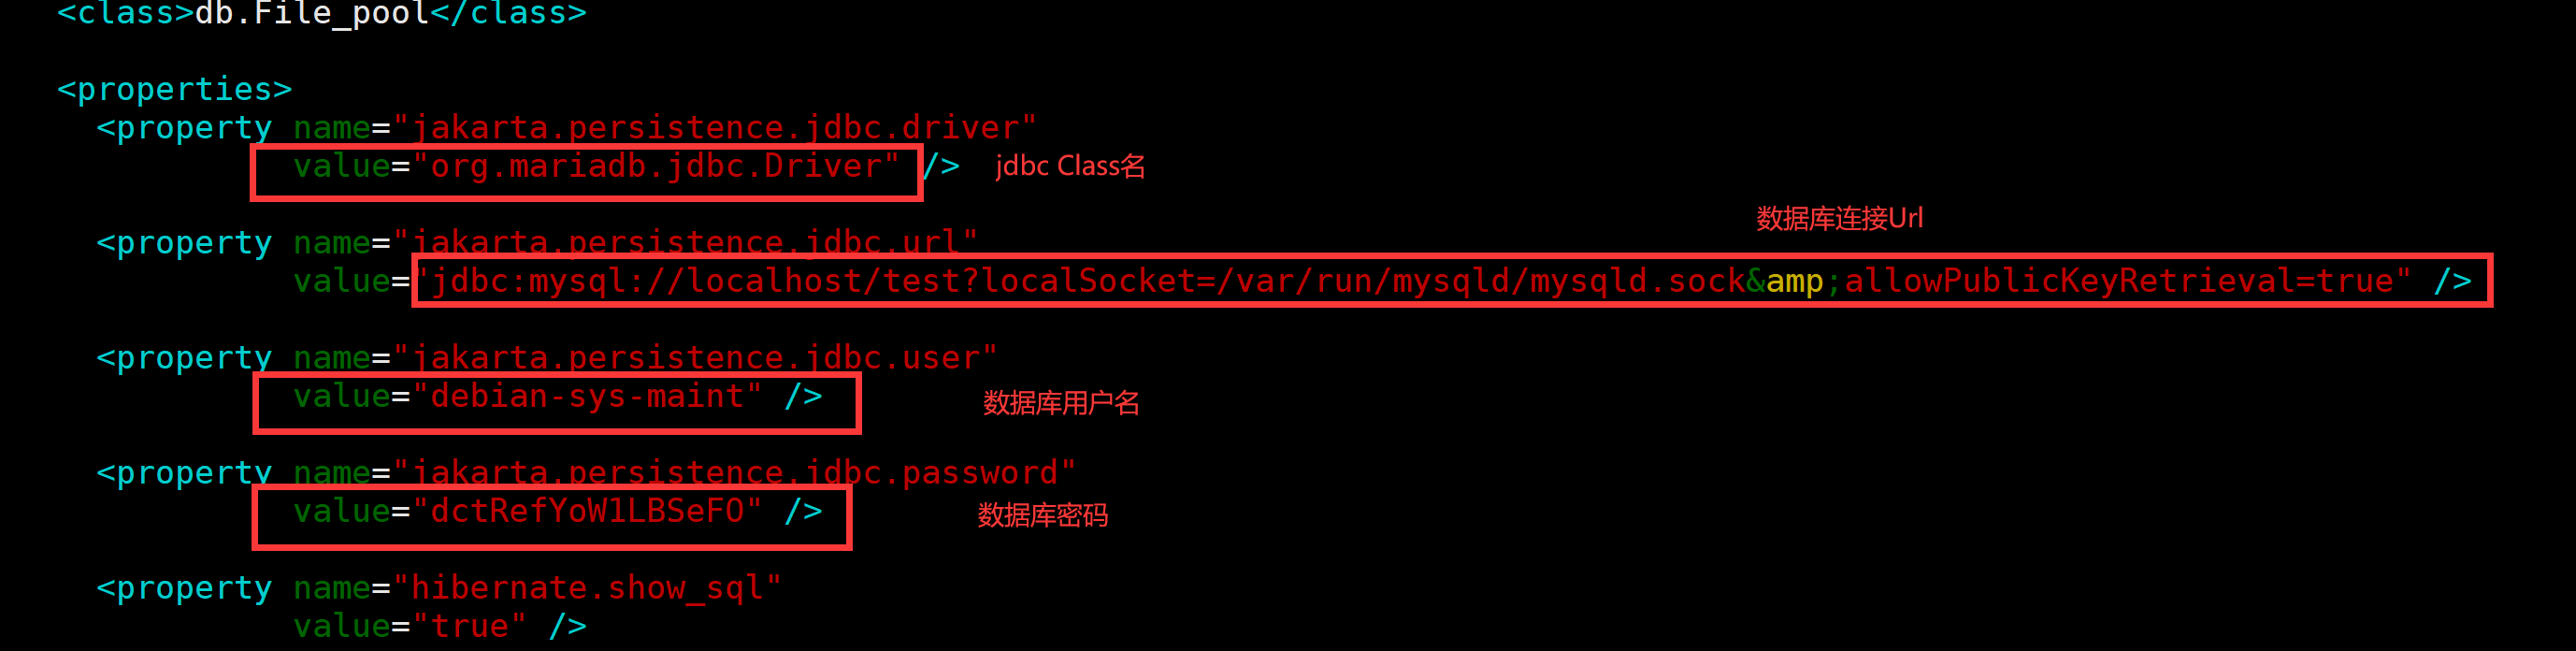 <class>db.File_pool</class>
<properties>
<property name="jakarta.persistence.jdbc.driver"
value="org.mariadb.jdbc.Driver" /> jdbc Class名
数据库连接Url
<property name="jakarta.persistence.jdbc.url"
value="jdbc:mysql://localhost/test?localSocket=/var/run/mysqld/mysqld.sock&amp;allowPublicKeyRetrieval=true" />
<property name="jakarta.persistence.jdbc.user"
value="debian-sys-maint" /> 数据库用户名
<property name="jakarta.persistence.jdbc.password"
value="dctRefYoW1LBSeFO" /> 数据库密码
<property name="hibernate.show_sql"
value="true" />